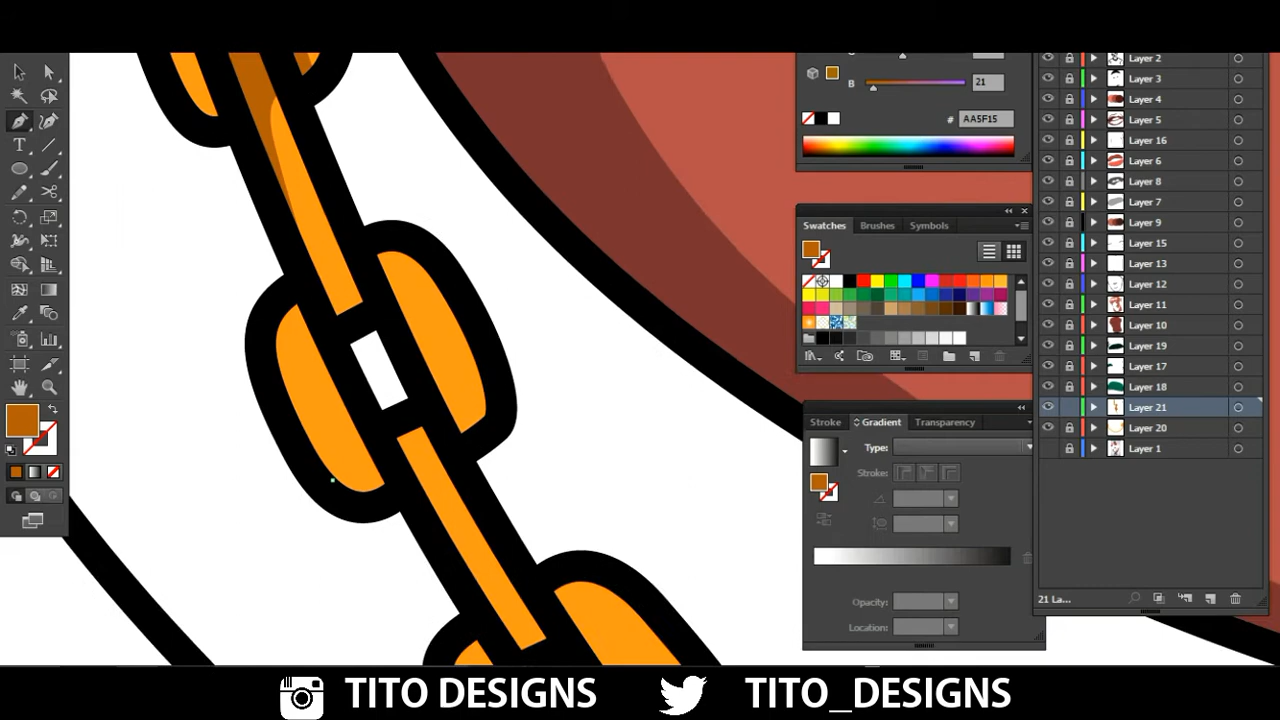 Layer 2
Layer 3
B 21
Layer 4
# AA5F15
Layer 5
Layer 16
Layer 6
Layer 8
Layer 7
Swatches Brushes Symbols
Layer 9
Layer 15
Layer 13
Layer 12
Layer 11
Layer 10
Layer 19
Layer 17
Layer 18
Layer 21
Stroke Gradient Transparency
Layer 20
Type:
Layer 1
Stroke:
Opacity:
21 La...
Location:
TITO DESIGNS TITO_DESIGNS